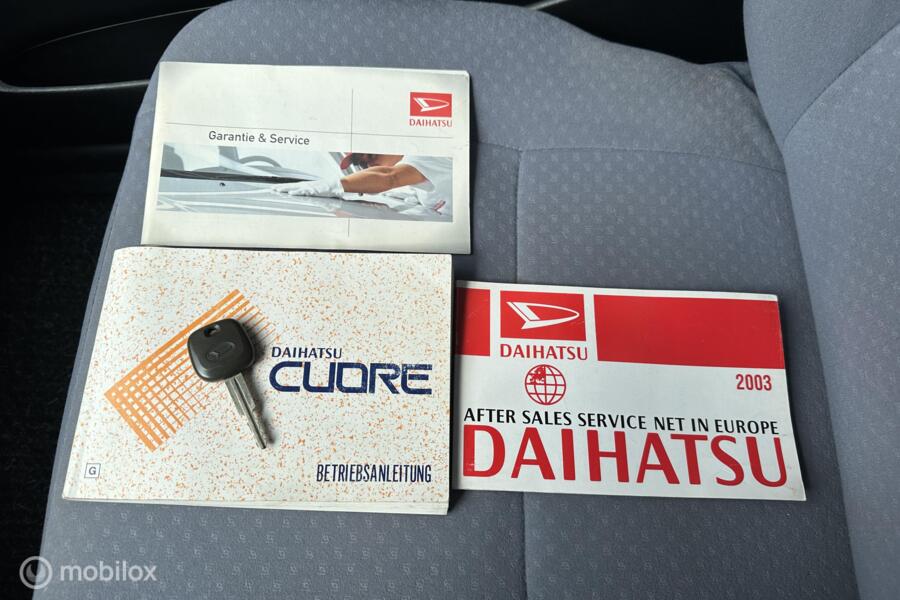 DAIHATSU
Garantie & Service
DAIHATSU
CUORE
G
BETRIEBSANLEITUNG
DAIHATSU
2003
AFTER SALES SERVICE NET IN EUROPE
DAIHATSU
mobilox